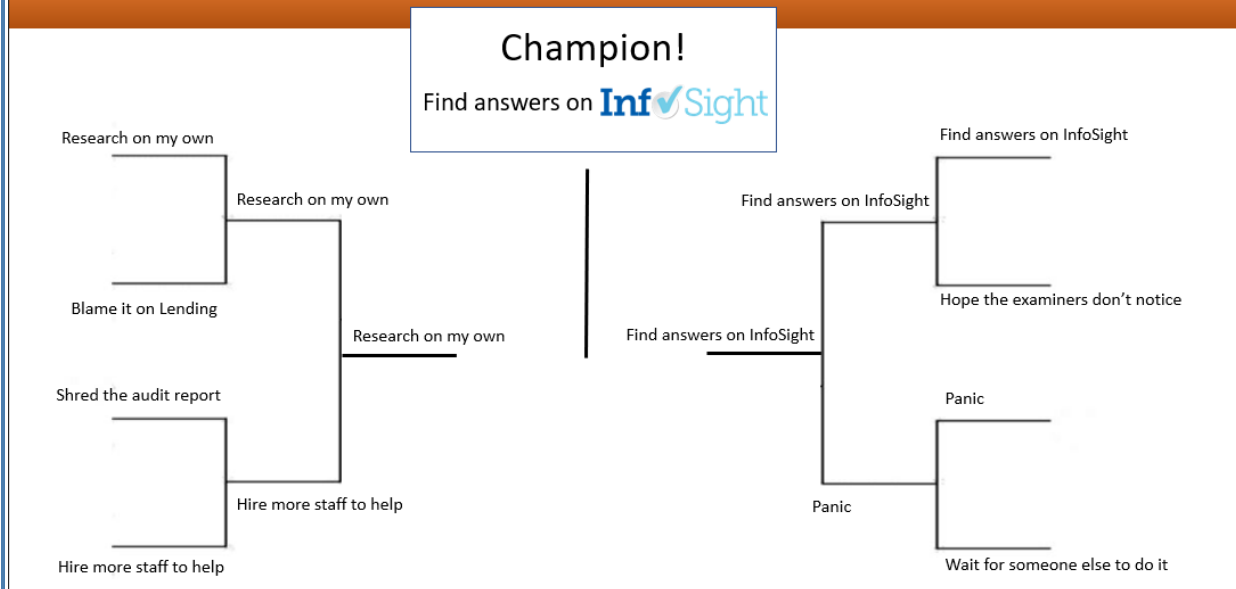 Champion!
Find answers on InfoSight
Research on my own
Research on my own
Blame it on Lending
Research on my own
Shred the audit report
Hire more staff to help
Hire more staff to help
Find answers on InfoSight
Find answers on InfoSight
Hope the examiners don’t notice
Find answers on InfoSight
Panic
Panic
Wait for someone else to do it